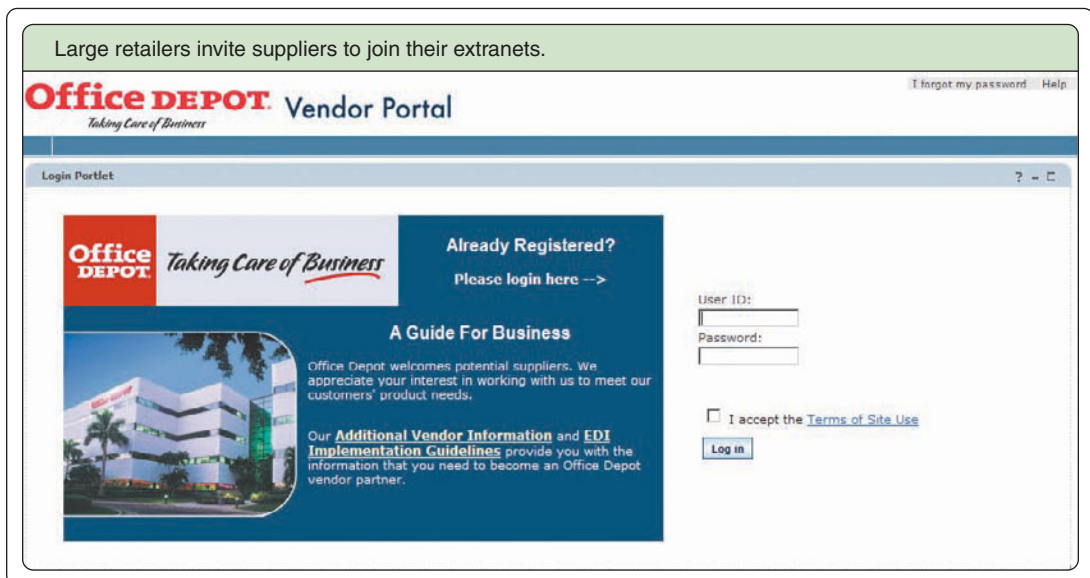 Large retailers invite suppliers to join their extranets.
Office DEPOT. Vendor Portal
Taking Care of Business
I forgot my password Help
Login Portlet
? -
Office DEPOT.
Taking Care of Business
Already Registered?
Please login here -->
A Guide For Business
Office Depot welcomes potential suppliers. We
appreciate your interest in working with us to meet our
customers' product needs.
Our Additional Vendor Information and EDI
Implementation Guidelines provide you with the
information that you need to become an Office Depot
vendor partner.
User ID:
Password:
I accept the Terms of Site Use
Log in